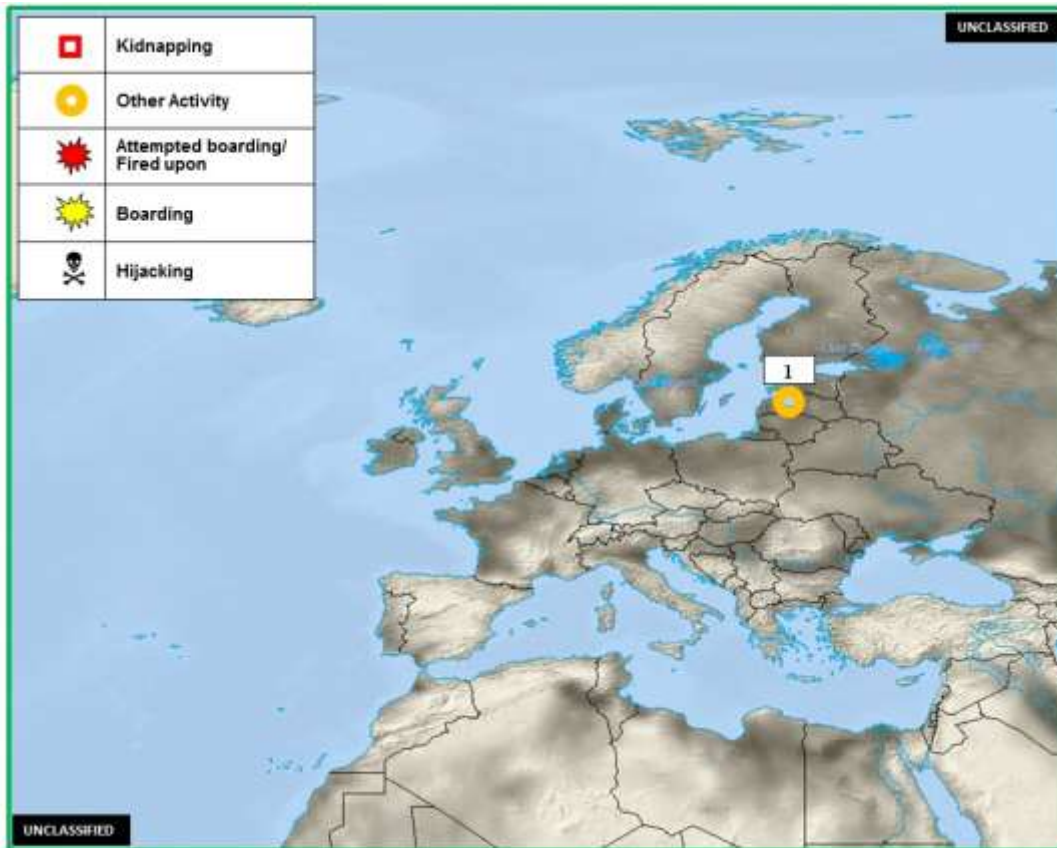 UNCLASSIFIED
Kidnapping
Other Activity
Attempted boarding/
Fired upon
Boarding
Hijacking
1
UNCLASSIFIED